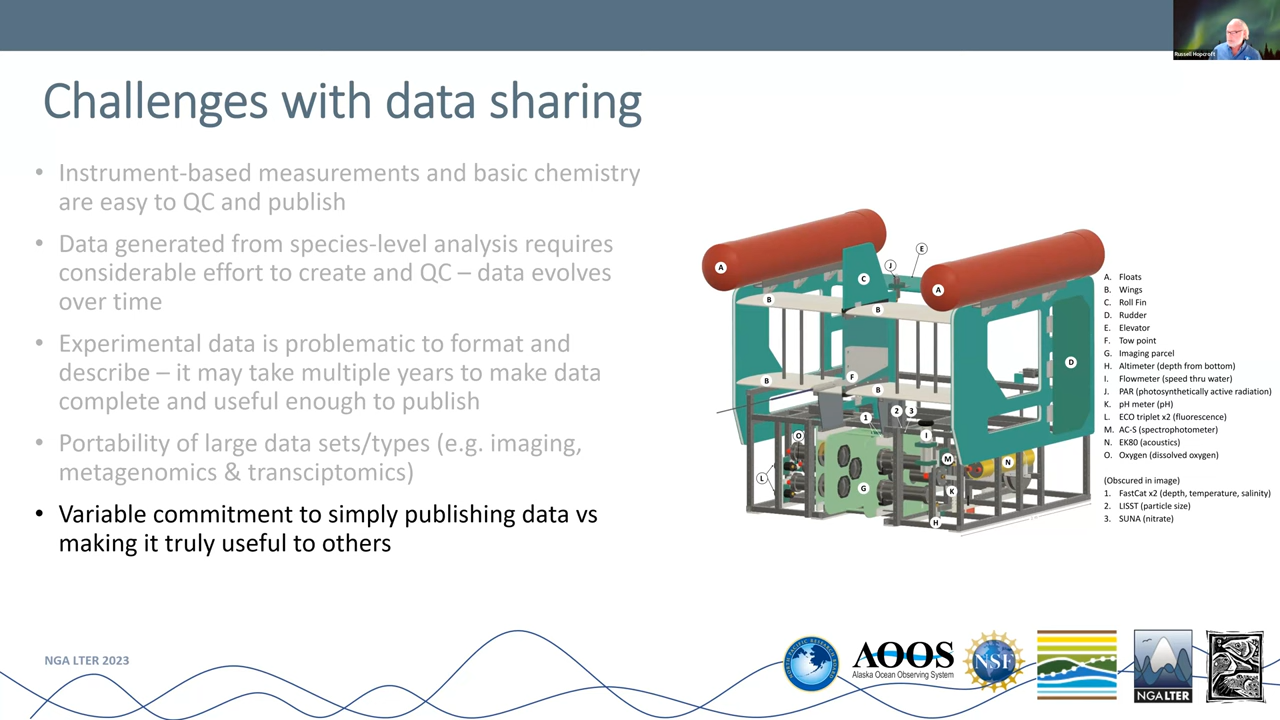 Russell Hopcroft
Challenges with data sharing
• Instrument-based measurements and basic chemistry
are easy to QC and publish
• Data generated from species-level analysis requires
considerable effort to create and QC – data evolves
over time
• Experimental data is problematic to format and
describe – it may take multiple years to make data
complete and useful enough to publish
• Portability of large data sets/types (e.g. imaging,
metagenomics & transciptomics)
• Variable commitment to simply publishing data vs
making it truly useful to others
A
B
C
J
E
A
B
B
F
B
D
1
2
3
O
I
M
N
L
G
K
H
A. Floats
B. Wings
C. Roll Fin
D. Rudder
E. Elevator
F. Tow point
G. Imaging parcel
H. Altimeter (depth from bottom)
I. Flowmeter (speed thru water)
J. PAR (photosynthetically active radiation)
K. pH meter (pH)
L. ECO triplet x2 (fluorescence)
M. AC-S (spectrophotometer)
N. EK80 (acoustics)
O. Oxygen (dissolved oxygen)
(Obscured in image)
1. FastCat x2 (depth, temperature, salinity)
2. LISST (particle size)
3. SUNA (nitrate)
NGA LTER 2023
AOOS
Alaska Ocean Observing System
NSF
NGALTER